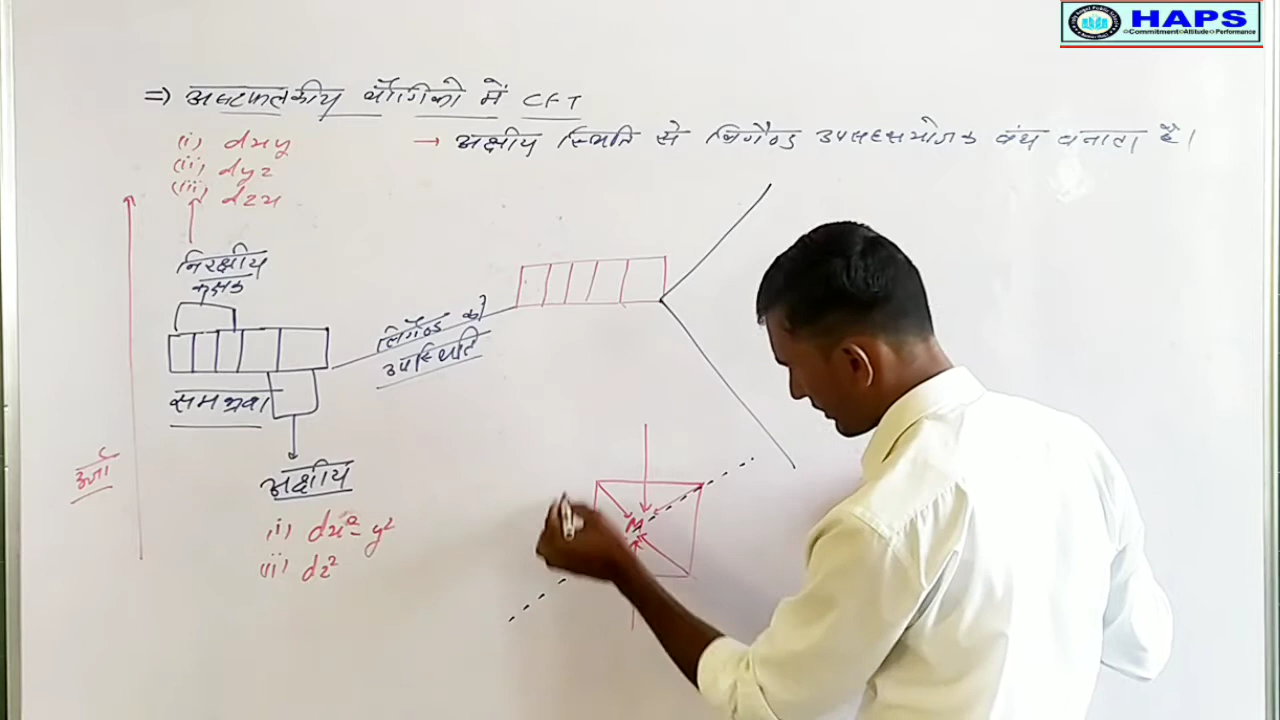 HAPS
Commitment Attitude Performance
⇒ अष्टफलकीय यौगिको में CFT
(i) dxy
(ii) dyz
(iii) dzx
→ अक्षीय स्थिति से लिगैण्ड उपसहसंयोजक बंध बनाता है।
निरक्षीय
कक्षक
लिगैण्ड की
उपस्थिति
समभ्रंश
ऊर्जा
अक्षीय
(i) dx²-y²
(ii) dz²
M